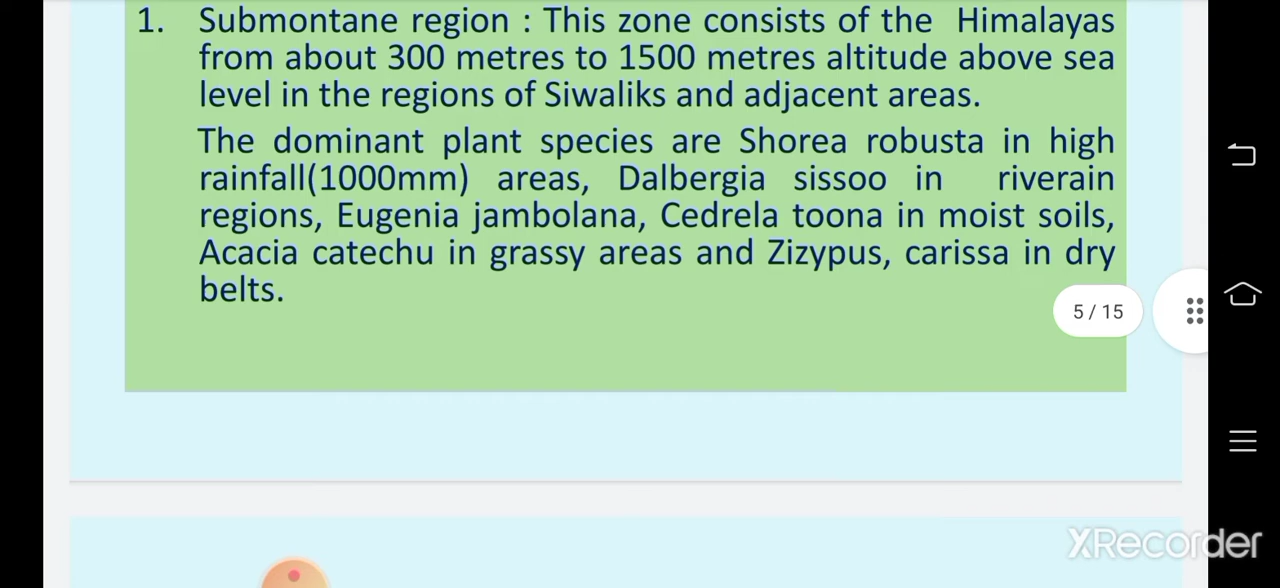 1. Submontane region : This zone consists of the Himalayas
from about 300 metres to 1500 metres altitude above sea
level in the regions of Siwaliks and adjacent areas.
The dominant plant species are Shorea robusta in high
rainfall(1000mm) areas, Dalbergia sissoo in riverain
regions, Eugenia jambolana, Cedrela toona in moist soils,
Acacia catechu in grassy areas and Zizypus, carissa in dry
belts.
5 / 15
XRecorder